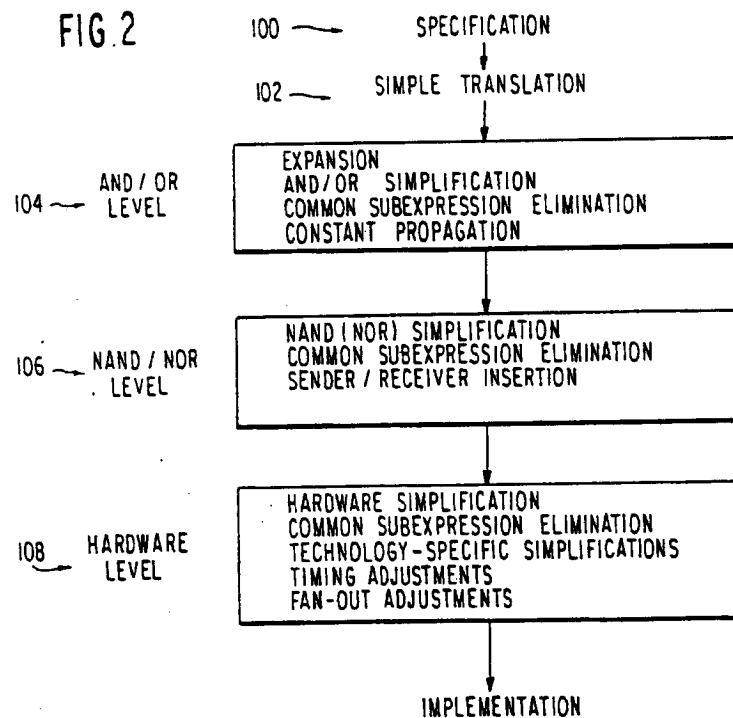 FIG. 2
100 SPECIFICATION
102 SIMPLE TRANSLATION
104 AND / OR LEVEL
EXPANSION
AND/OR SIMPLIFICATION
COMMON SUBEXPRESSION ELIMINATION
CONSTANT PROPAGATION
106 NAND / NOR LEVEL
NAND (NOR) SIMPLIFICATION
COMMON SUBEXPRESSION ELIMINATION
SENDER / RECEIVER INSERTION
108 HARDWARE LEVEL
HARDWARE SIMPLIFICATION
COMMON SUBEXPRESSION ELIMINATION
TECHNOLOGY-SPECIFIC SIMPLIFICATIONS
TIMING ADJUSTMENTS
FAN-OUT ADJUSTMENTS
IMPLEMENTATION